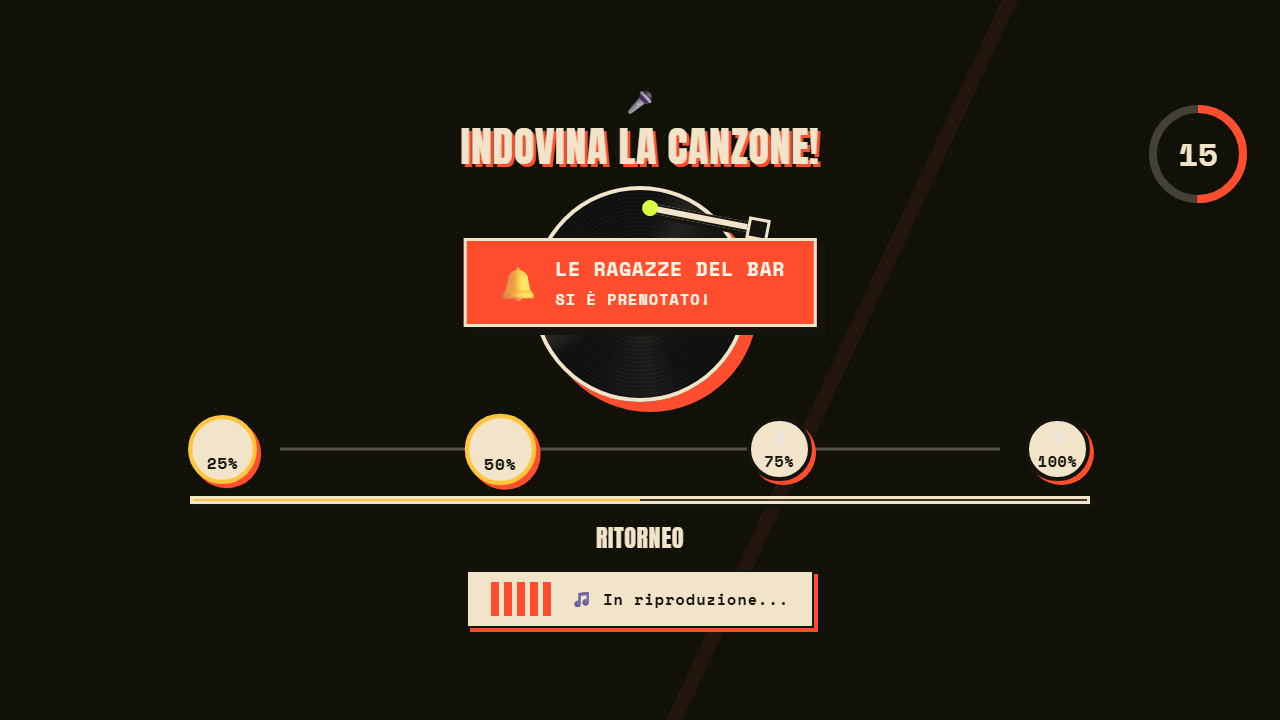 INDOVINA LA CANZONE!
15
LE RAGAZZE DEL BAR
SI È PRENOTATO!
25%
50%
75%
100%
RITORNEO
In riproduzione...